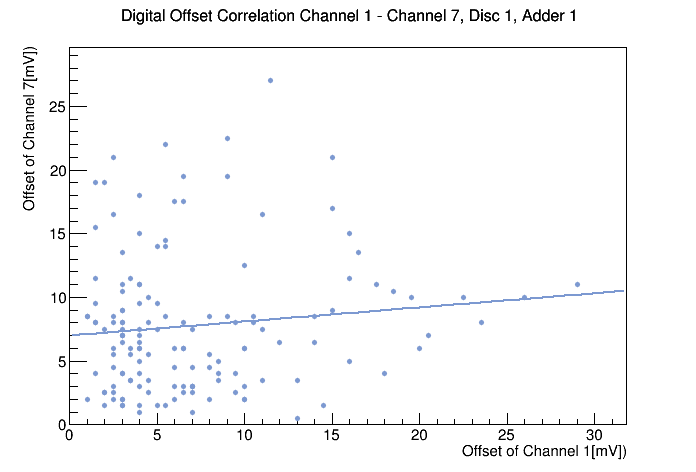 Digital Offset Correlation Channel 1 - Channel 7, Disc 1, Adder 1
Offset of Channel 7[mV])
25
20
15
10
5
0
0 5 10 15 20 25 30
Offset of Channel 1[mV])